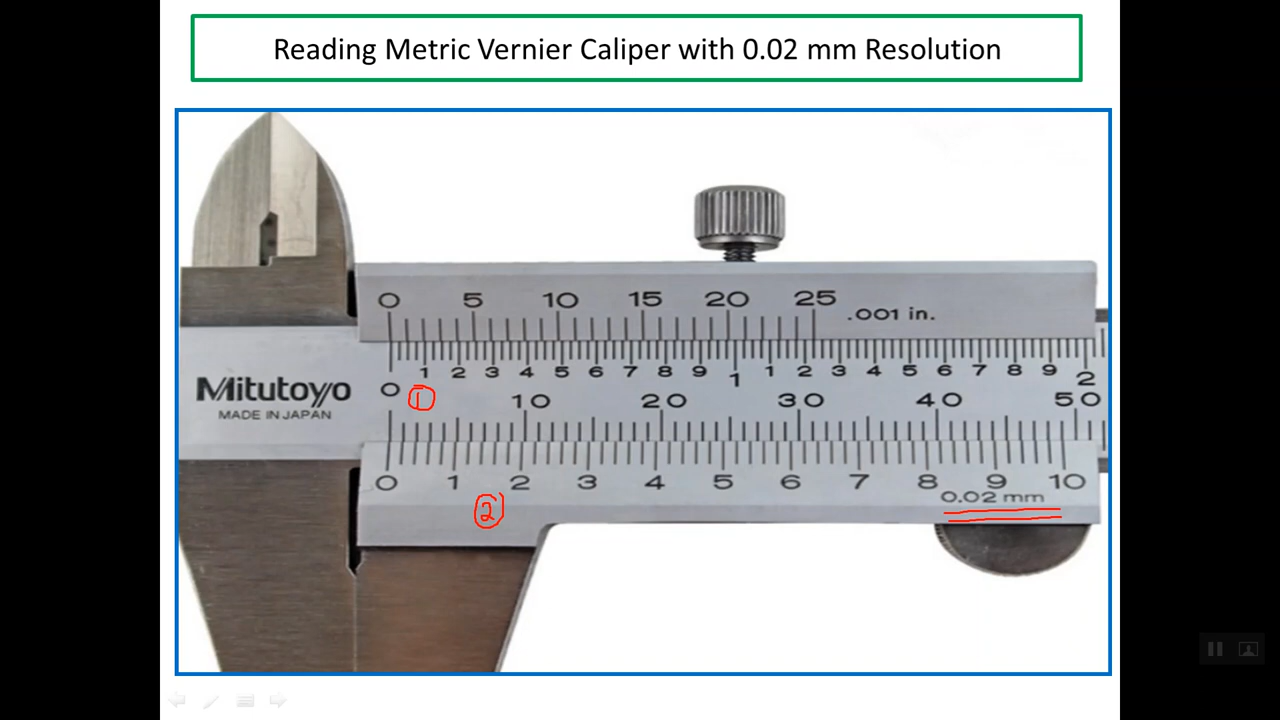 Reading Metric Vernier Caliper with 0.02 mm Resolution
0 5 10 15 20 25 .001 in.
1 2 3 4 5 6 7 8 9 1 1 2 3 4 5 6 7 8 9 2
Mitutoyo
MADE IN JAPAN
0 1 10 20 30 40 50
0 1 2 3 4 5 6 7 8 9 10
0.02 mm
2